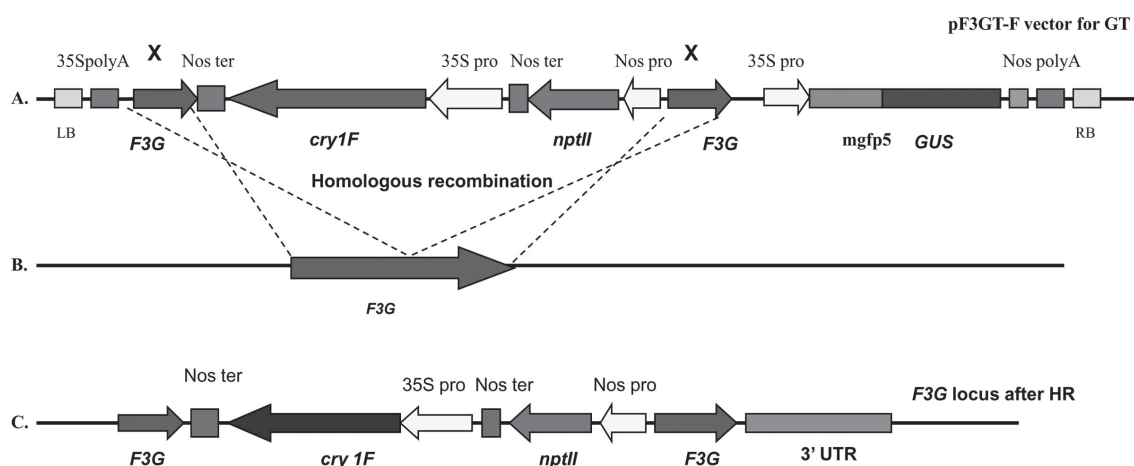 pF3GT-F vector for GT
35SpolyA X Nos ter 35S pro Nos ter Nos pro X 35S pro Nos polyA
A.
LB F3G cry1F nptII F3G mgfp5 GUS RB
Homologous recombination
B.
F3G
Nos ter 35S pro Nos ter Nos pro F3G locus after HR
C.
F3G cry 1F nptII F3G 3' UTR